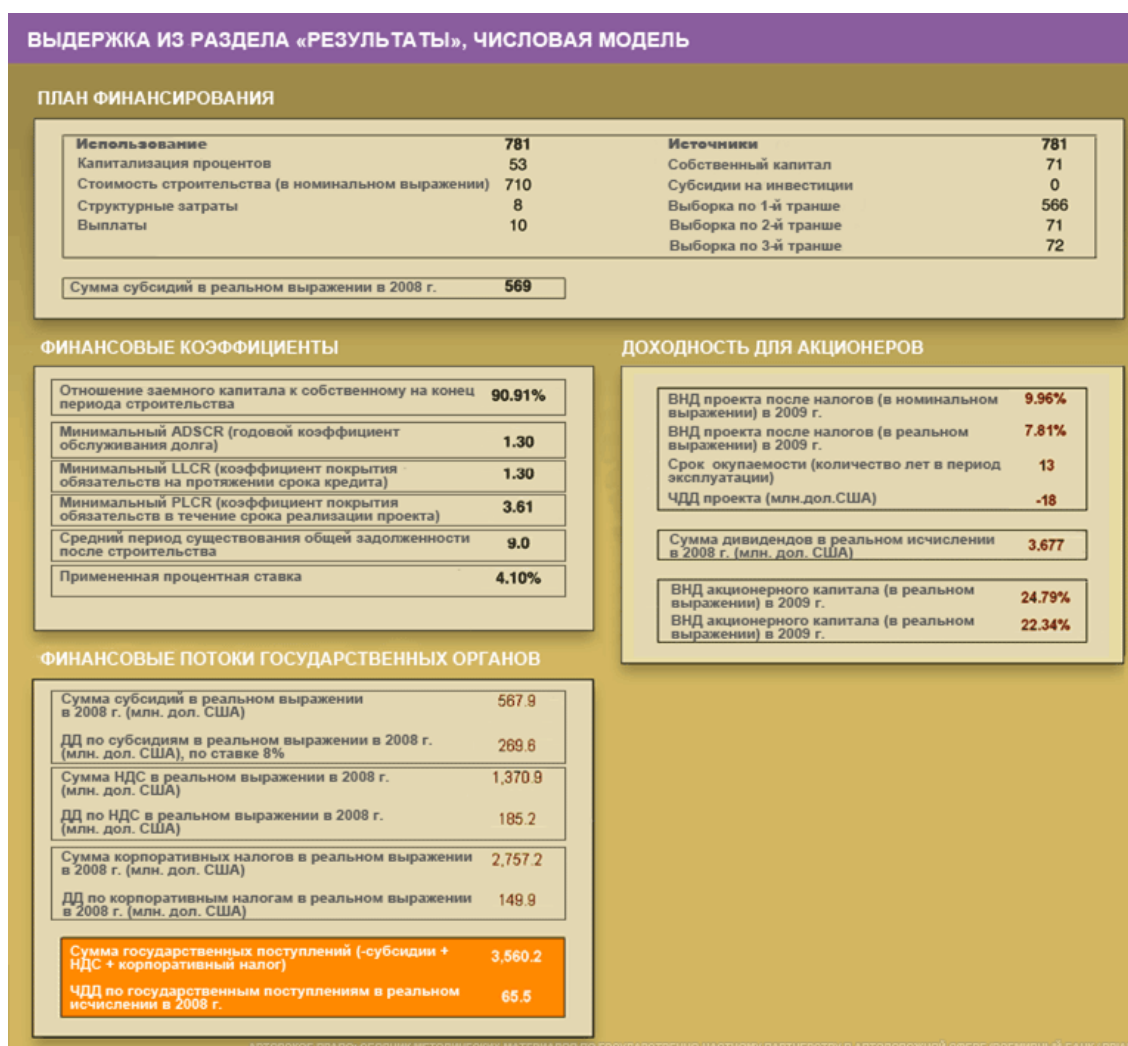 ВЫДЕРЖКА ИЗ РАЗДЕЛА «РЕЗУЛЬТАТЫ», ЧИСЛОВАЯ МОДЕЛЬ
ПЛАН ФИНАНСИРОВАНИЯ
Использование 781
Капитализация процентов 53
Стоимость строительства (в номинальном выражении) 710
Структурные затраты 8
Выплаты 10
Источники 781
Собственный капитал 71
Субсидии на инвестиции 0
Выборка по 1-й транше 566
Выборка по 2-й транше 71
Выборка по 3-й транше 72
Сумма субсидий в реальном выражении в 2008 г. 569
ФИНАНСОВЫЕ КОЭФФИЦИЕНТЫ
Отношение заемного капитала к собственному на конец
периода строительства 90.91%
Минимальный ADSCR (годовой коэффициент
обслуживания долга) 1.30
Минимальный LLCR (коэффициент покрытия
обязательств на протяжении срока кредита) 1.30
Минимальный PLCR (коэффициент покрытия
обязательств в течение срока реализации проекта) 3.61
Средний период существования общей задолженности
после строительства 9.0
Примененная процентная ставка 4.10%
ДОХОДНОСТЬ ДЛЯ АКЦИОНЕРОВ
ВНД проекта после налогов (в номинальном
выражении) в 2009 г. 9.96%
ВНД проекта после налогов (в реальном
выражении) в 2009 г. 7.81%
Срок окупаемости (количество лет в период
эксплуатации) 13
ЧДД проекта (млн.дол.США) -18
Сумма дивидендов в реальном исчислении
в 2008 г. (млн. дол. США) 3,677
ВНД акционерного капитала (в реальном
выражении) в 2009 г. 24.79%
ВНД акционерного капитала (в реальном
выражении) в 2009 г. 22.34%
ФИНАНСОВЫЕ ПОТОКИ ГОСУДАРСТВЕННЫХ ОРГАНОВ
Сумма субсидий в реальном выражении
в 2008 г. (млн. дол. США) 567.9
ДД по субсидиям в реальном выражении в 2008 г.
(млн. дол. США), по ставке 8% 269.6
Сумма НДС в реальном выражении в 2008 г.
(млн. дол. США) 1,370.9
ДД по НДС в реальном выражении в 2008 г.
(млн. дол. США) 185.2
Сумма корпоративных налогов в реальном выражении
в 2008 г. (млн. дол. США) 2,757.2
ДД по корпоративным налогам в реальном выражении
в 2008 г. (млн. дол. США) 149.9
Сумма государственных поступлений (-субсидии +
НДС + корпоративный налог) 3,560.2
ЧДД по государственным поступлениям в реальном
исчислении в 2008 г. 65.5